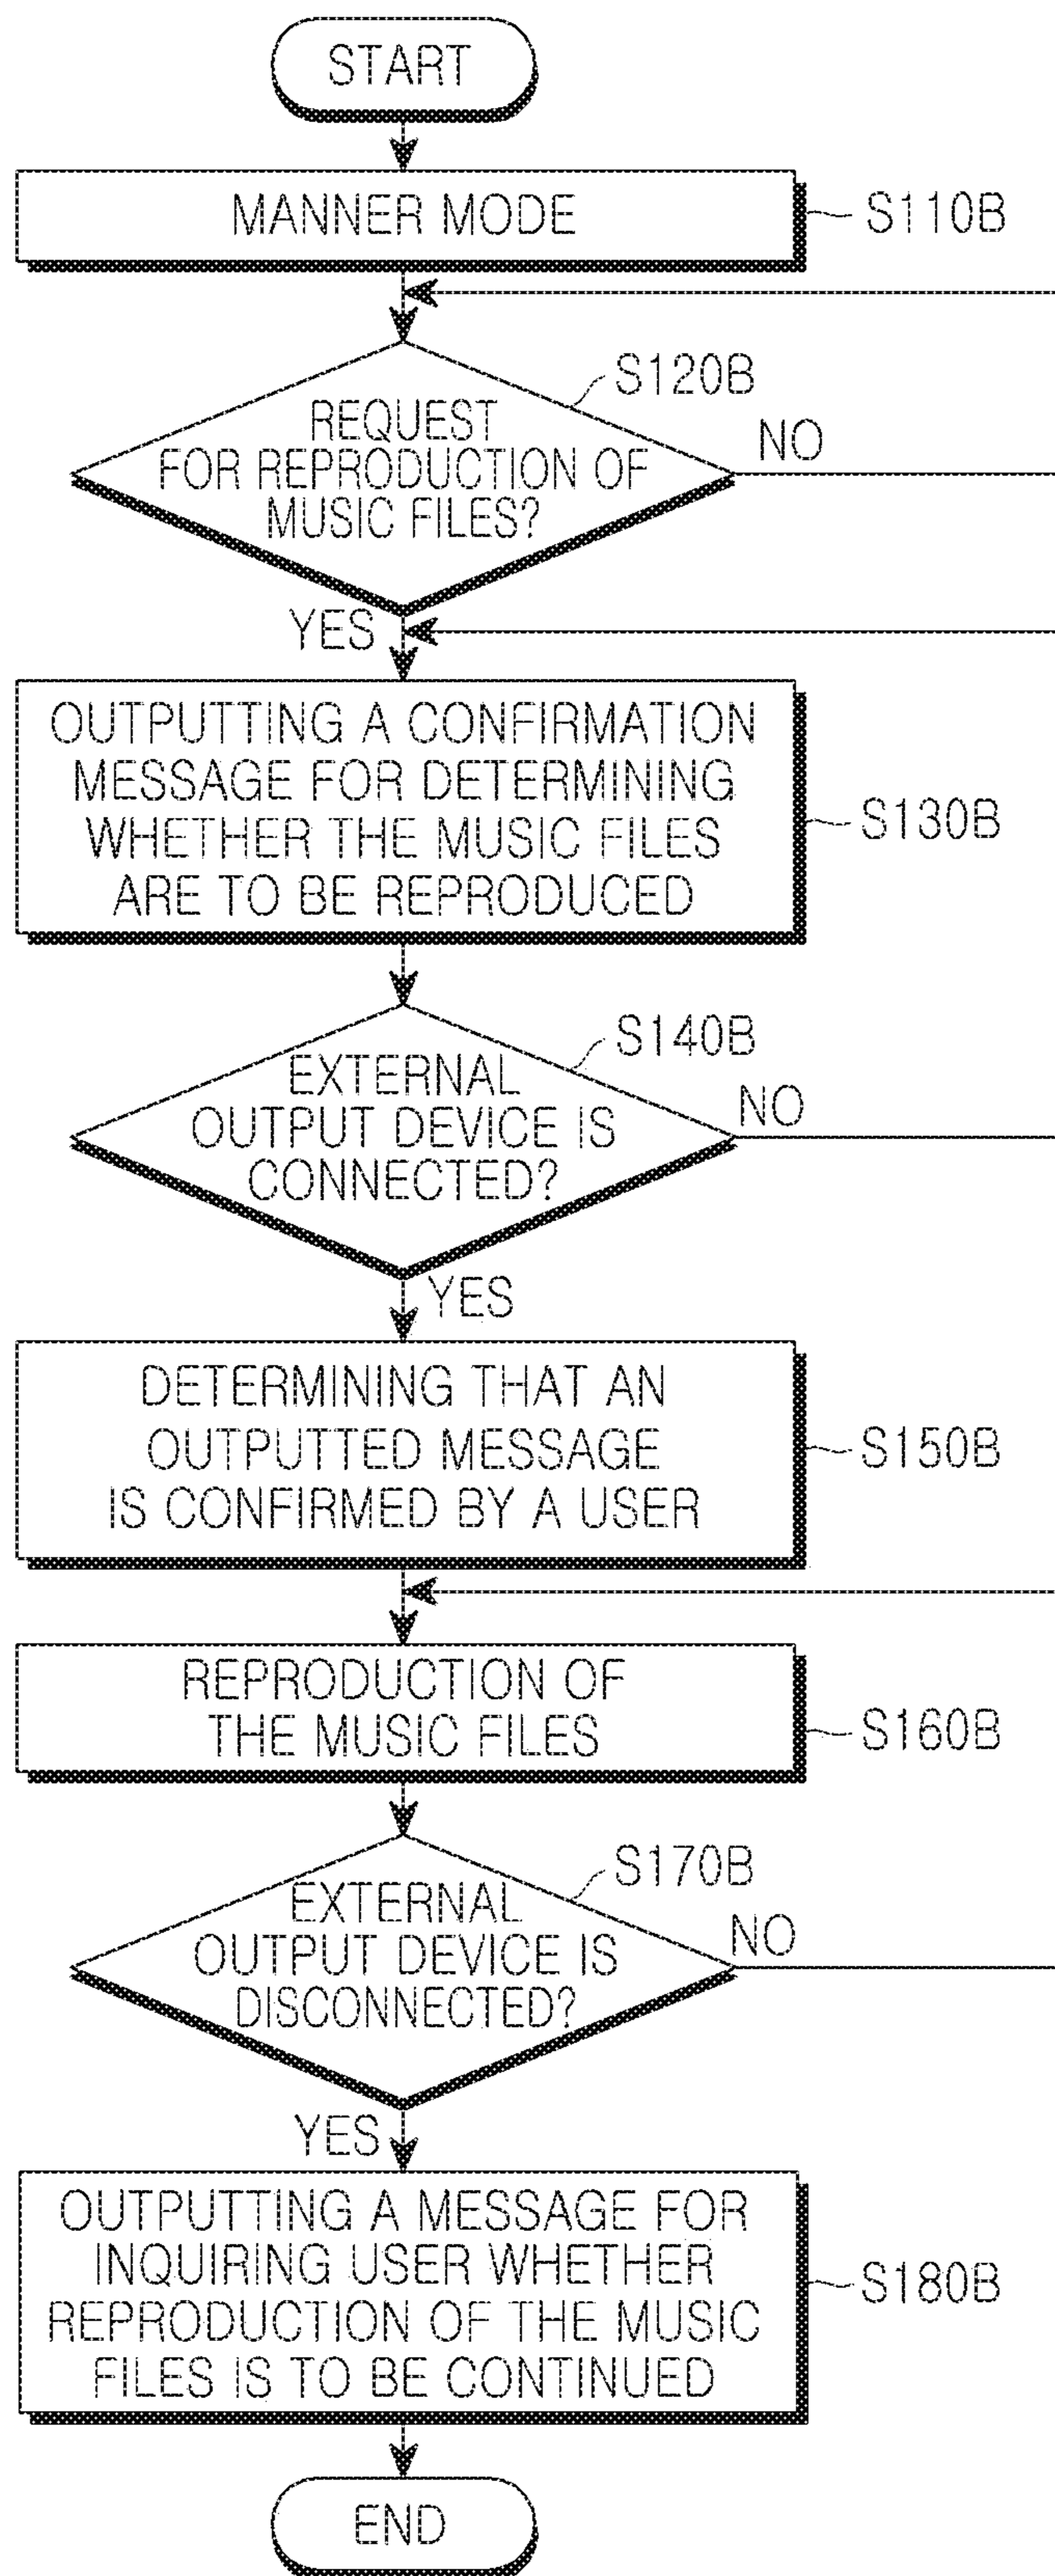 START
MANNER MODE
S110B
S120B
REQUEST
FOR REPRODUCTION OF
MUSIC FILES?
NO
YES
OUTPUTTING A CONFIRMATION
MESSAGE FOR DETERMINING
WHETHER THE MUSIC FILES
ARE TO BE REPRODUCED
S130B
S140B
EXTERNAL
OUTPUT DEVICE IS
CONNECTED?
NO
YES
DETERMINING THAT AN
OUTPUTTED MESSAGE
IS CONFIRMED BY A USER
S150B
REPRODUCTION OF
THE MUSIC FILES
S160B
S170B
EXTERNAL
OUTPUT DEVICE IS
DISCONNECTED?
NO
YES
OUTPUTTING A MESSAGE FOR
INQUIRING USER WHETHER
REPRODUCTION OF THE MUSIC
FILES IS TO BE CONTINUED
S180B
END